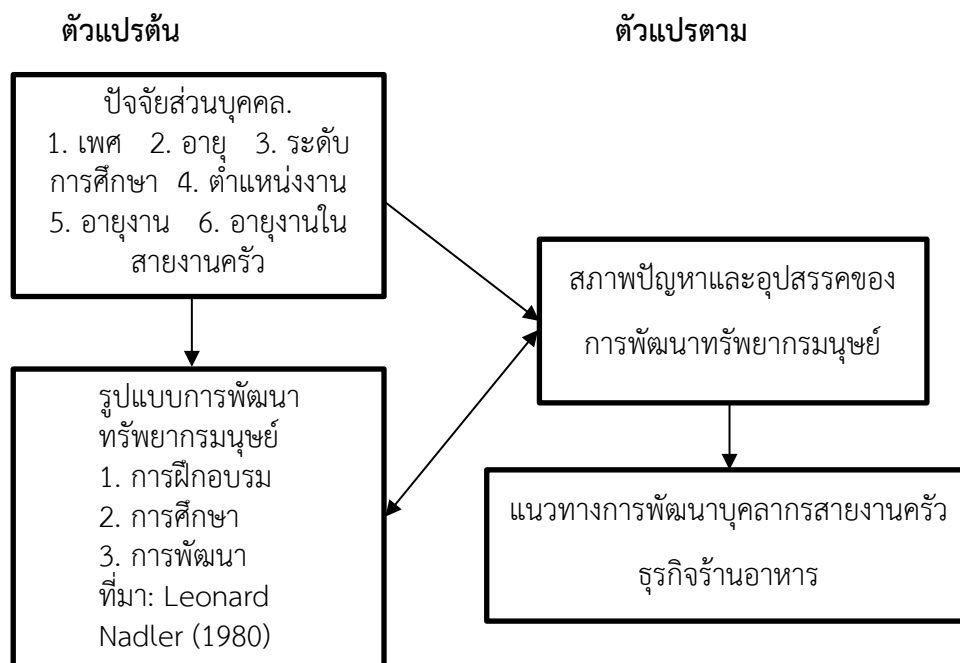 ตัวแปรต้น
ตัวแปรตาม
ปัจจัยส่วนบุคคล.
1. เพศ 2. อายุ 3. ระดับ
การศึกษา 4. ตำแหน่งงาน
5. อายุงาน 6. อายุงานใน
สายงานครัว
สภาพปัญหาและอุปสรรคของ
การพัฒนาทรัพยากรมนุษย์
รูปแบบการพัฒนา
ทรัพยากรมนุษย์
1. การฝึกอบรม
2. การศึกษา
3. การพัฒนา
ที่มา: Leonard
Nadler (1980)
แนวทางการพัฒนาบุคลากรสายงานครัว
ธุรกิจร้านอาหาร